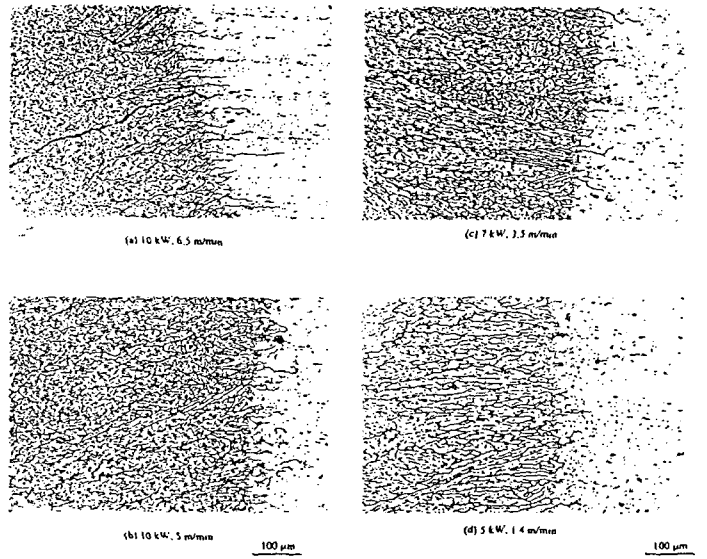 (a) 10 kW, 6.5 m/min
(c) 7 kW, 3.5 m/min
(b) 10 kW, 5 m/min
100 µm
(d) 5 kW, 1.4 m/min
100 µm